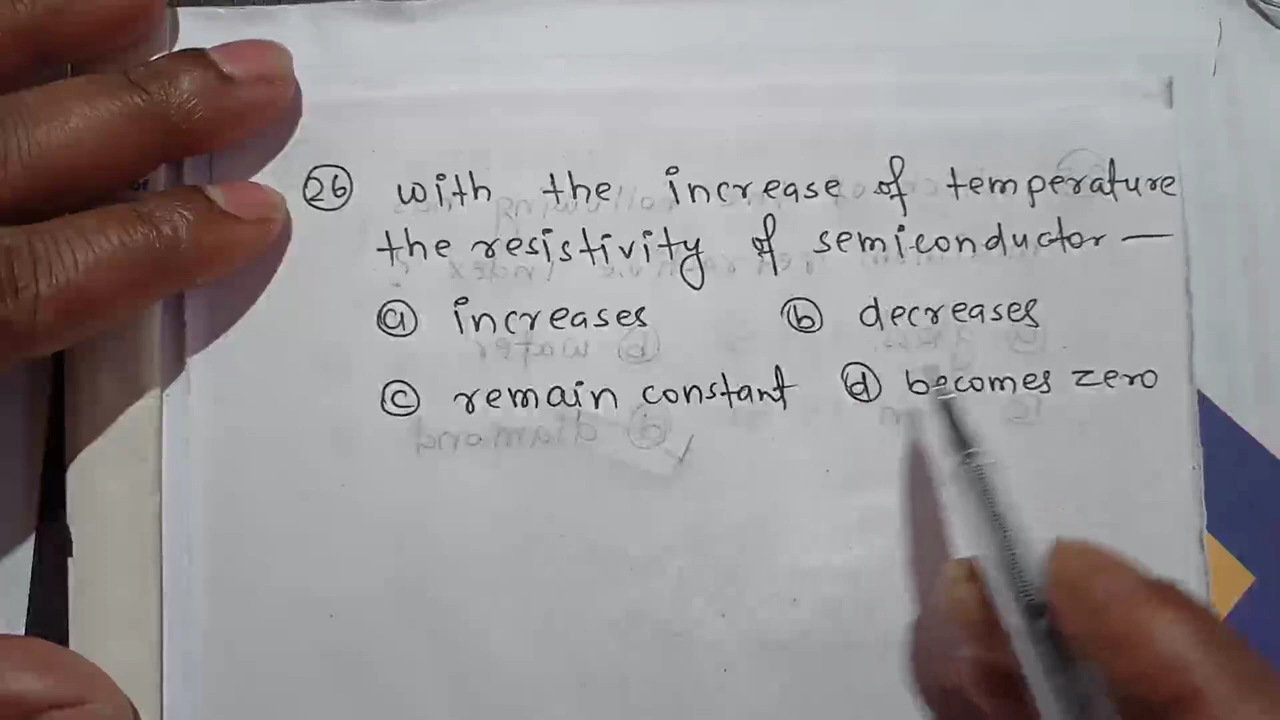 26 with the increase of temperature
the resistivity of semiconductor —
a increases b decreases
c remain constant d becomes zero